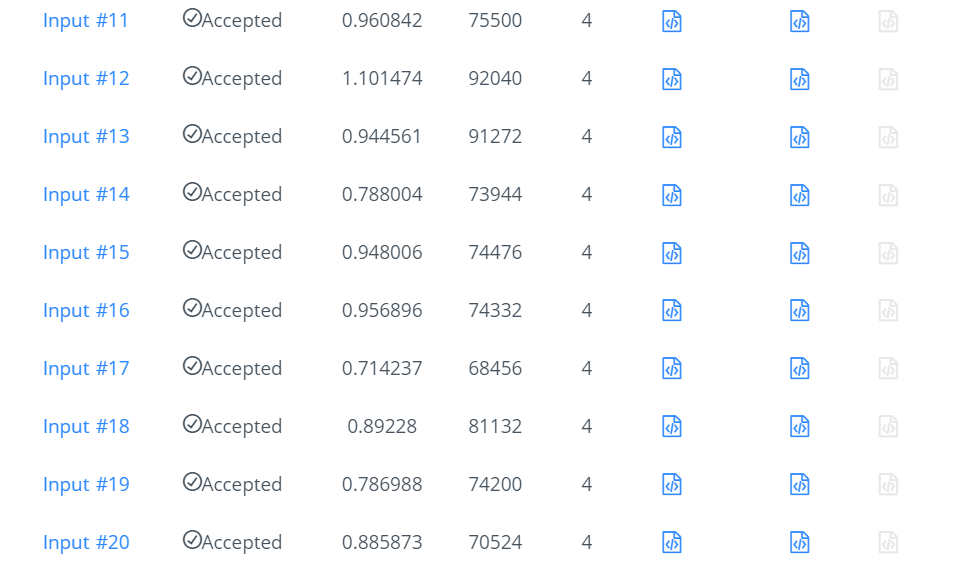 Input #11 Accepted 0.960842 75500 4
Input #12 Accepted 1.101474 92040 4
Input #13 Accepted 0.944561 91272 4
Input #14 Accepted 0.788004 73944 4
Input #15 Accepted 0.948006 74476 4
Input #16 Accepted 0.956896 74332 4
Input #17 Accepted 0.714237 68456 4
Input #18 Accepted 0.89228 81132 4
Input #19 Accepted 0.786988 74200 4
Input #20 Accepted 0.885873 70524 4